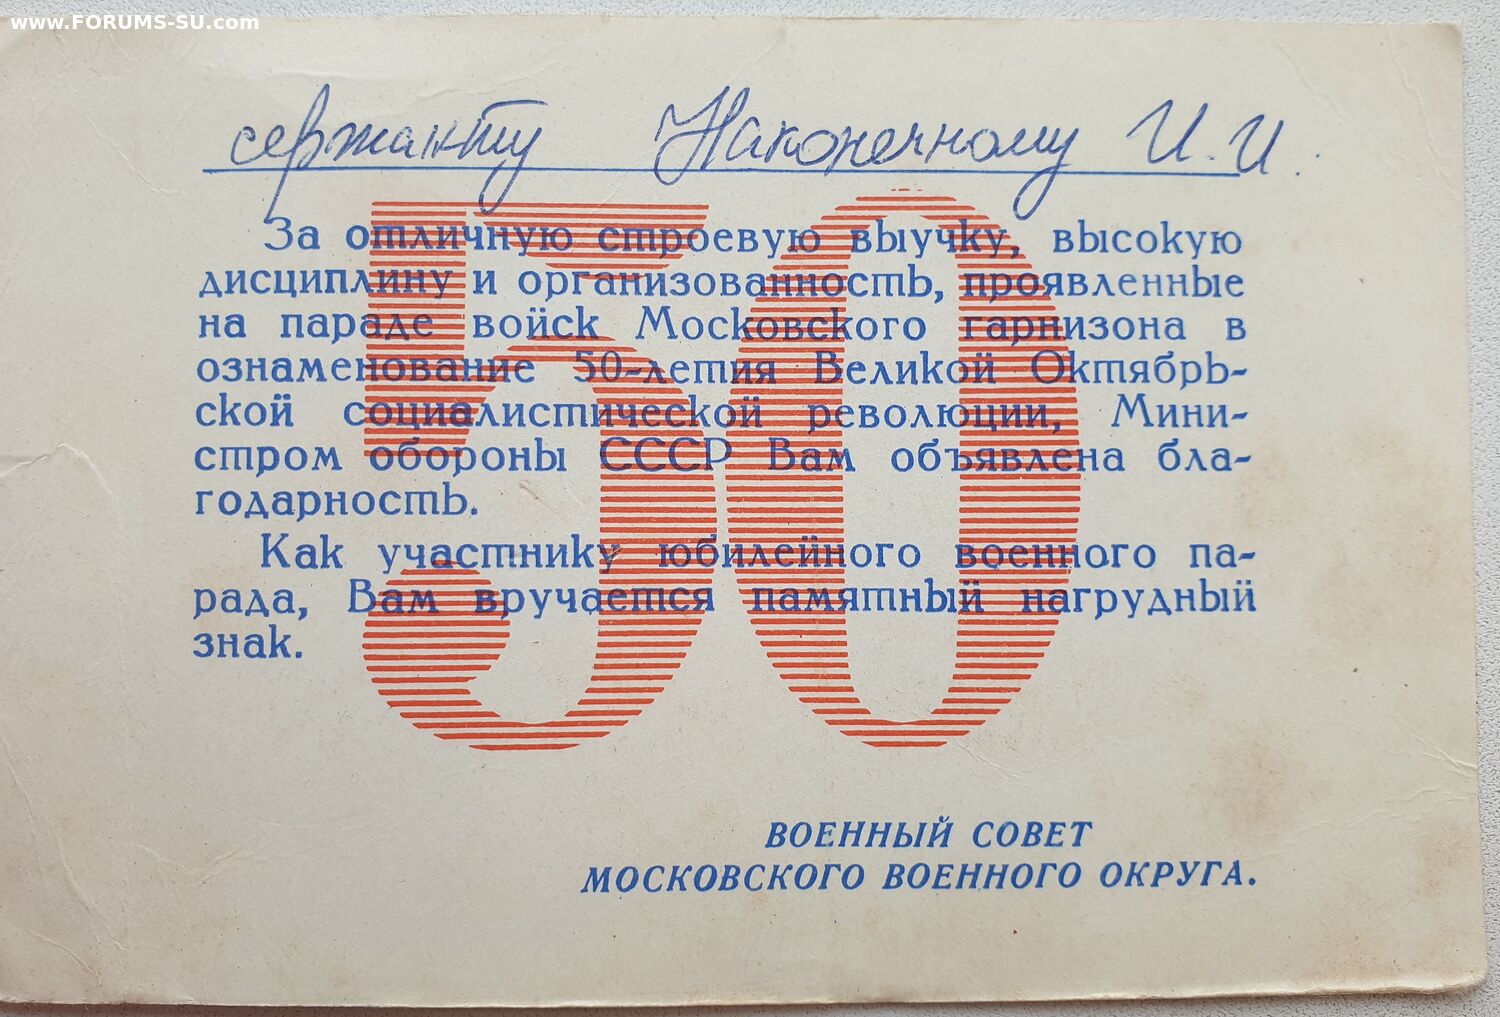 www.FORUMS-SU.com
сержанту Наконечному И.И.
За отличную строевую выучку, высокую
дисциплину и организованность, проявленные
на параде войск Московского гарнизона в
ознаменование 50-летия Великой Октябрь-
ской социалистической революции, Мини-
стром обороны СССР Вам объявлена бла-
годарность.
Как участнику юбилейного военного па-
рада, Вам вручается памятный нагрудный
знак.
50
ВОЕННЫЙ СОВЕТ
МОСКОВСКОГО ВОЕННОГО ОКРУГА.